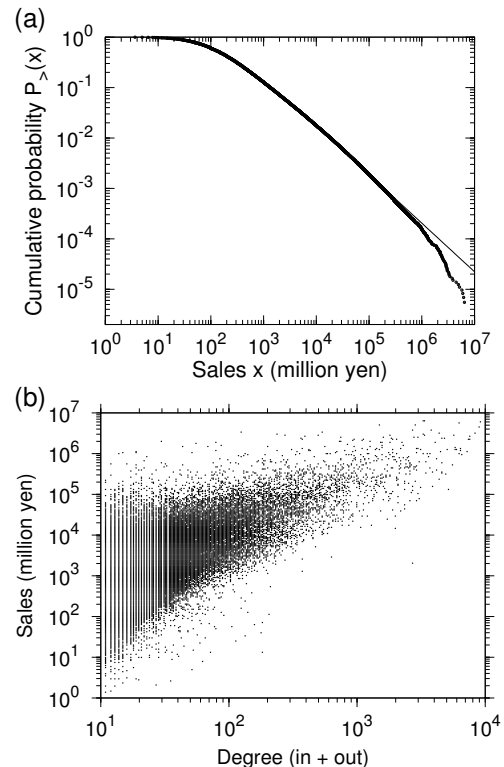 (a)
Cumulative probability P>(x)
10^0
10^-1
10^-2
10^-3
10^-4
10^-5
10^0 10^1 10^2 10^3 10^4 10^5 10^6 10^7
Sales x (million yen)
(b)
Sales (million yen)
10^7
10^6
10^5
10^4
10^3
10^2
10^1
10^0
10^1 10^2 10^3 10^4
Degree (in + out)